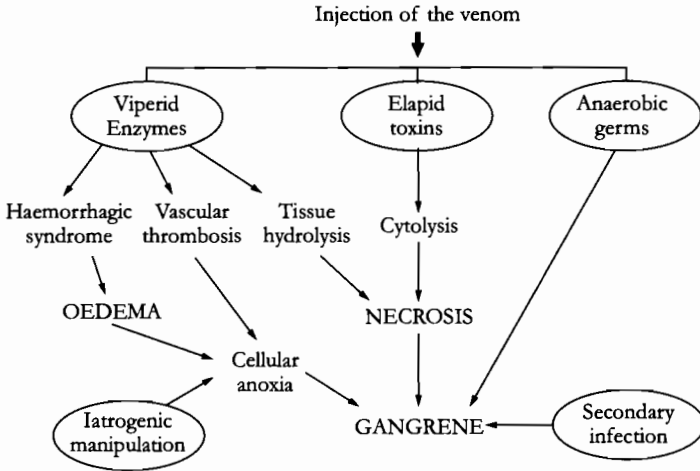 Injection of the venom
Viperid
Enzymes
Elapid
toxins
Anaerobic
germs
Haemorrhagic
syndrome
Vascular
thrombosis
Tissue
hydrolysis
Cytolysis
OEDEMA
NECROSIS
Cellular
anoxia
Iatrogenic
manipulation
GANGRENE
Secondary
infection